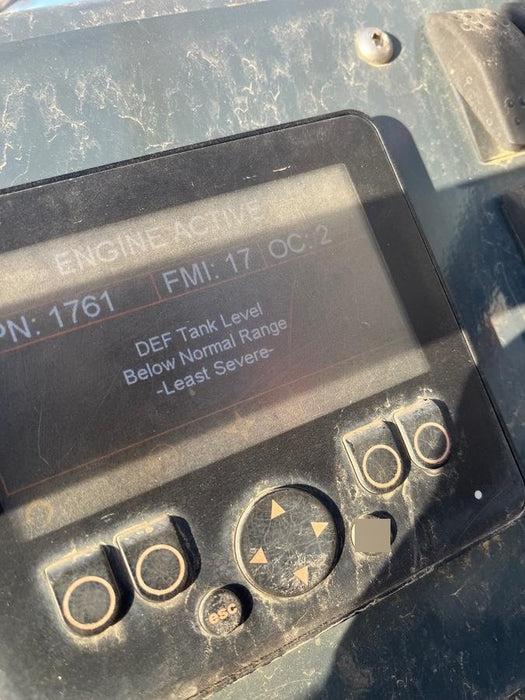 ENGINE ACTIVE
PN: 1761 FMI: 17 OC: 2
DEF Tank Level
Below Normal Range
-Least Severe-
esc